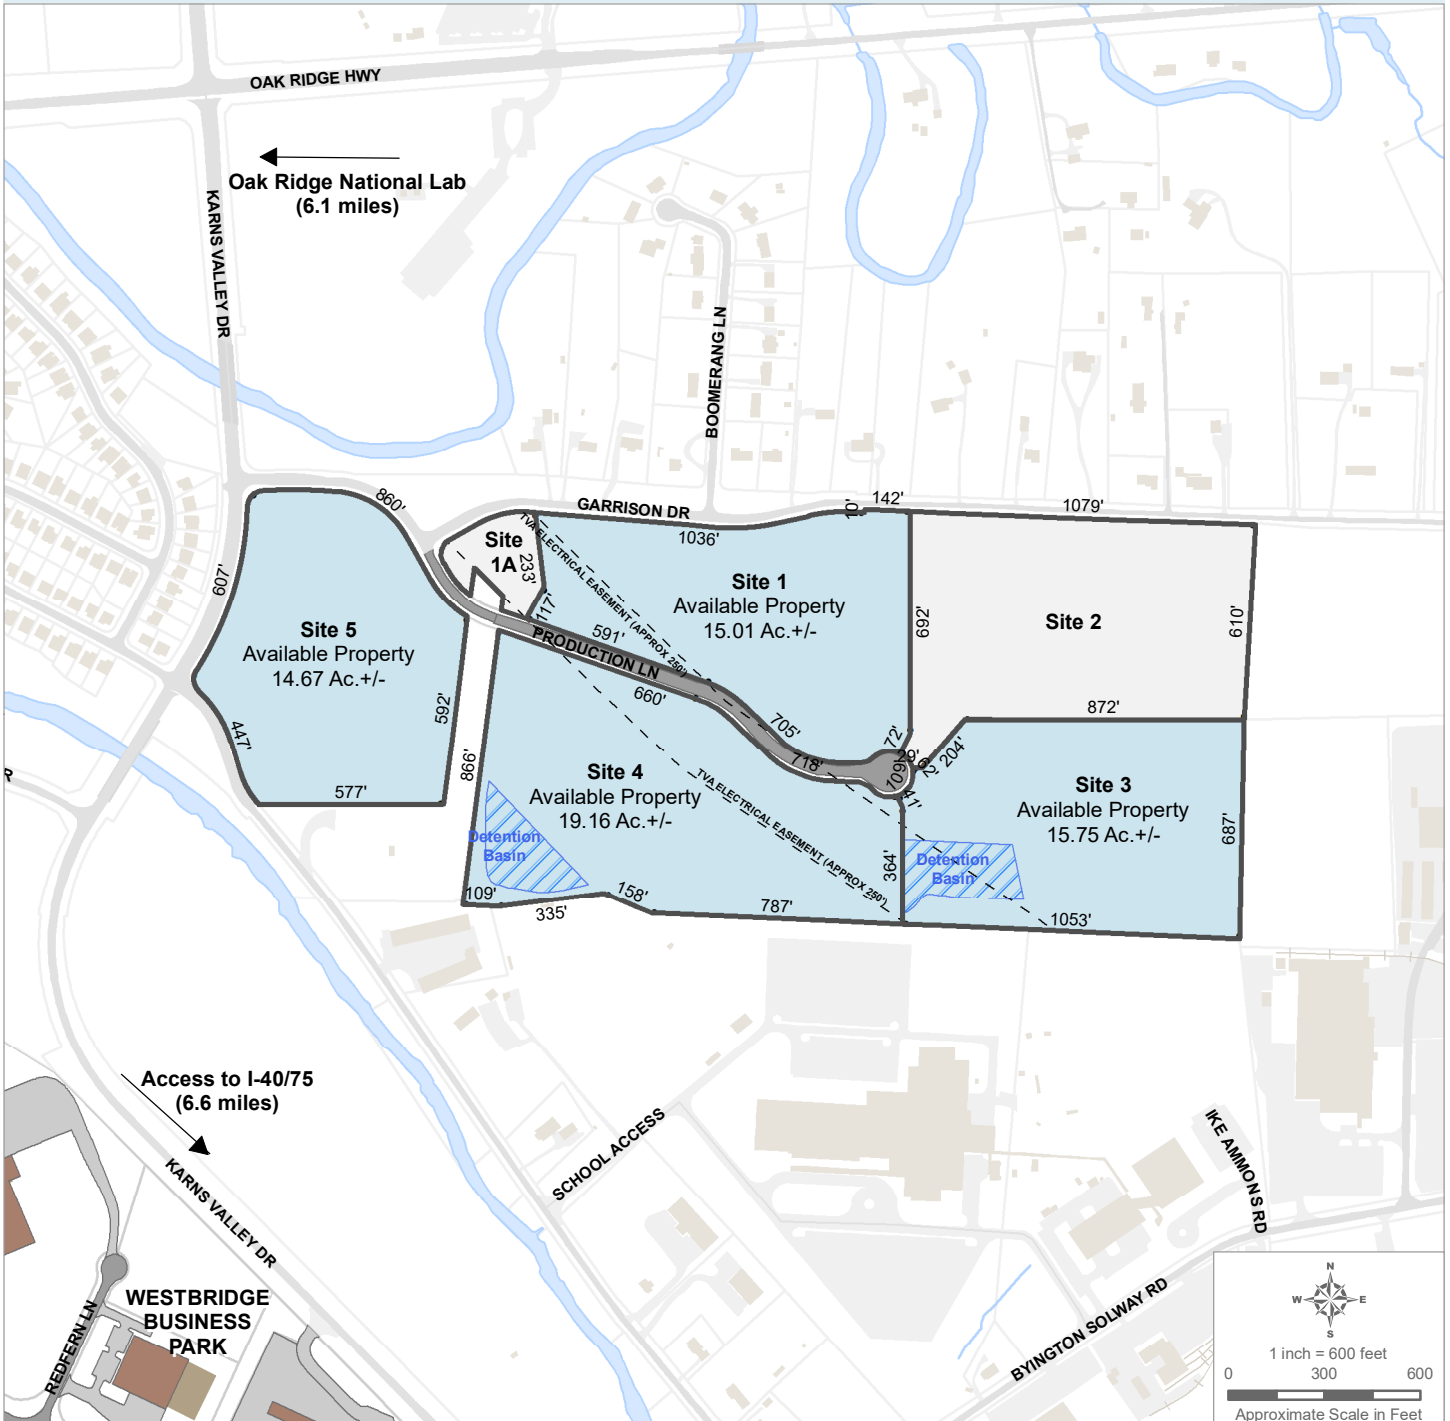 OAK RIDGE HWY
Oak Ridge National Lab
(6.1 miles)
KARNS VALLEY DR
BOOMERANG LN
GARRISON DR
860'
607'
447'
577'
592'
Site 5
Available Property
14.67 Ac.+/-
Site
1A
233'
117'
TVA ELECTRICAL EASEMENT (APPROX 250')
1036'
10'
142'
1079'
Site 1
Available Property
15.01 Ac.+/-
692'
Site 2
610'
591'
PRODUCTION LN
660'
705'
718'
72'
29'
62'
204'
109'
41'
872'
866'
Site 4
Available Property
19.16 Ac.+/-
TVA ELECTRICAL EASEMENT (APPROX 250')
Detention
Basin
109'
335'
158'
787'
364'
Site 3
Available Property
15.75 Ac.+/-
687'
Detention
Basin
1053'
R
Access to I-40/75
(6.6 miles)
KARNS VALLEY DR
SCHOOL ACCESS
IKE AMMONS RD
BYINGTON SOLWAY RD
REDFERN LN
WESTBRIDGE
BUSINESS
PARK
N
W E
S
1 inch = 600 feet
0 300 600
Approximate Scale in Feet